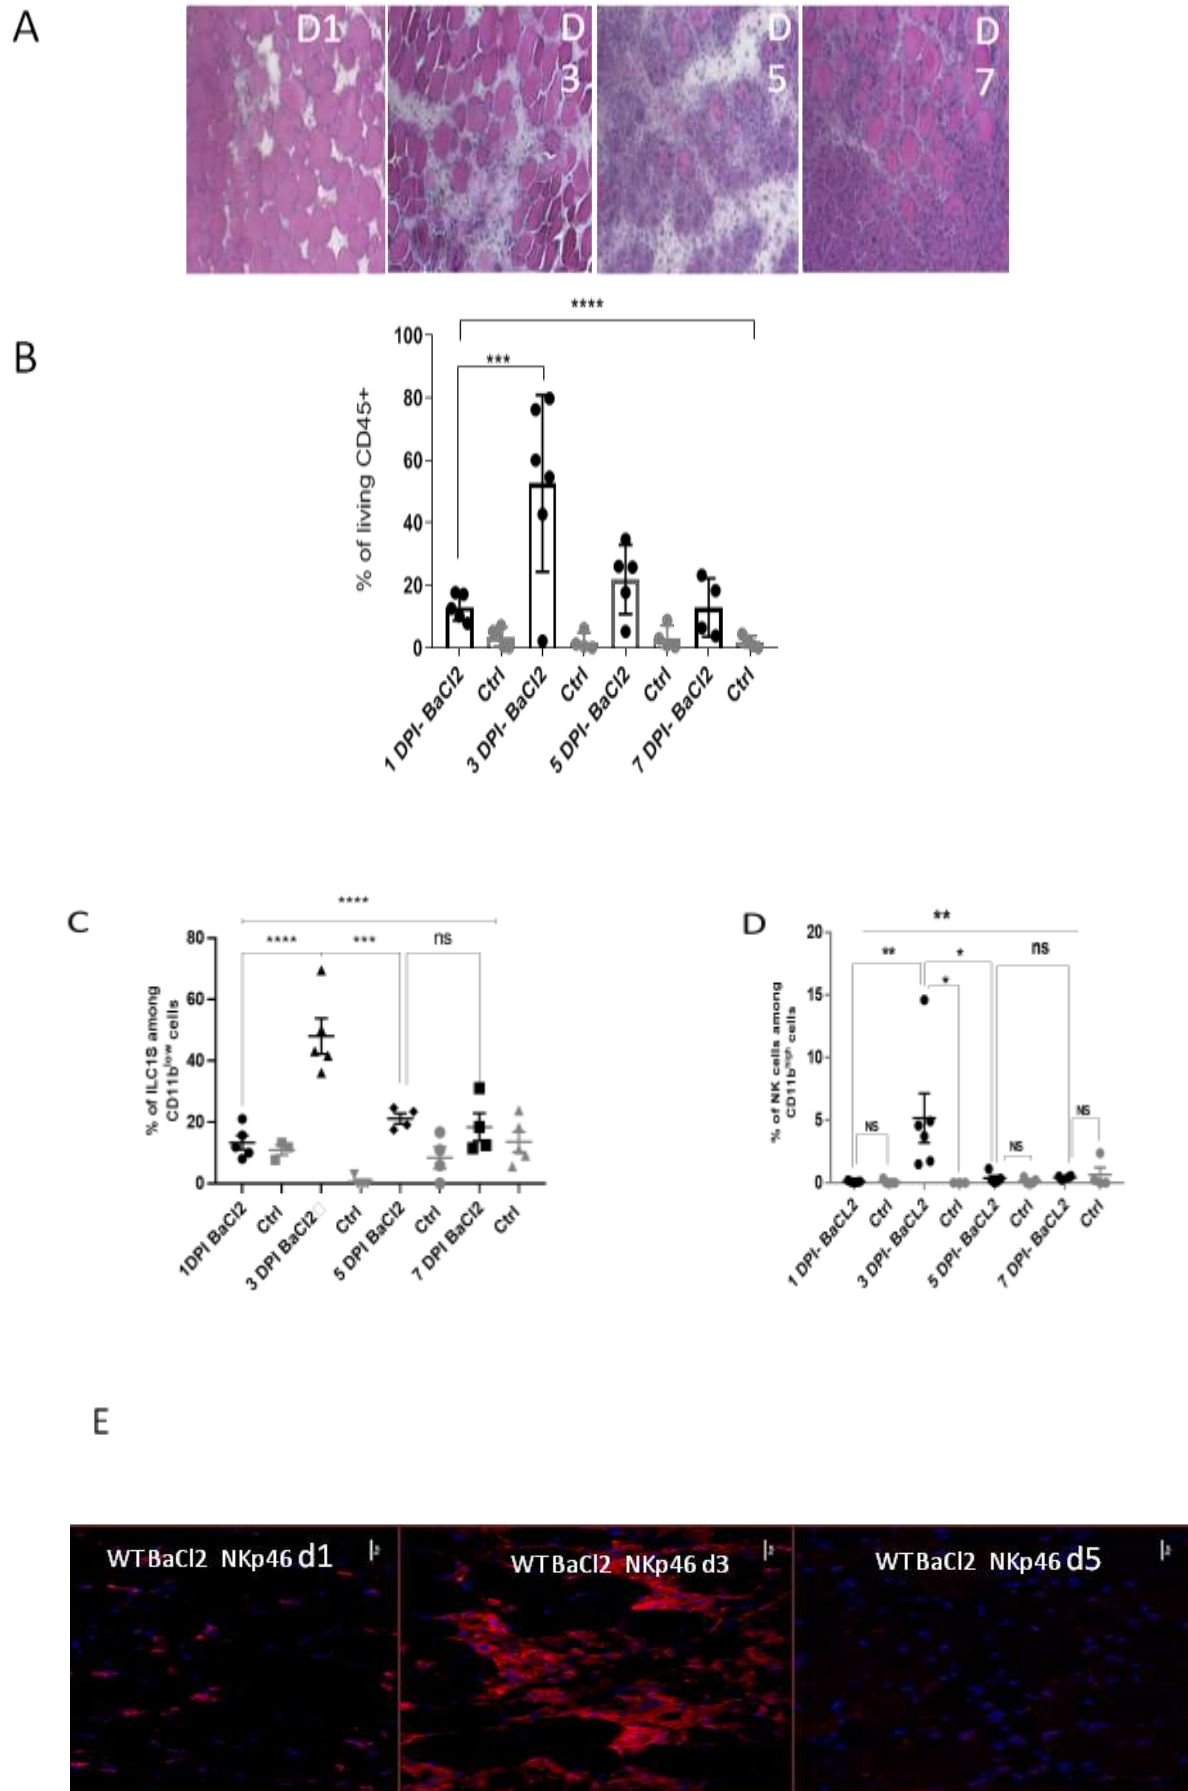 A
D1
D
3
D
5
D
7
B
****
***
% of living CD45+
100
80
60
40
20
0
1 DPI- BaCl2
Ctrl
3 DPI- BaCl2
Ctrl
5 DPI- BaCl2
Ctrl
7 DPI- BaCl2
Ctrl
C
****
****
***
ns
% of ILC1S among
CD11blow cells
80
60
40
20
0
1DPI BaCl2
Ctrl
3 DPI BaCl2
Ctrl
5 DPI BaCl2
Ctrl
7 DPI BaCl2
Ctrl
D
**
**
*
ns
*
NS
NS
NS
% of NK cells among
CD11bhigh cells
20
15
10
5
0
1 DPI- BaCL2
Ctrl
3 DPI- BaCL2
Ctrl
5 DPI- BaCL2
Ctrl
7 DPI- BaCL2
Ctrl
E
WTBaCl2 NKp46 d1
WTBaCl2 NKp46 d3
WTBaCl2 NKp46 d5